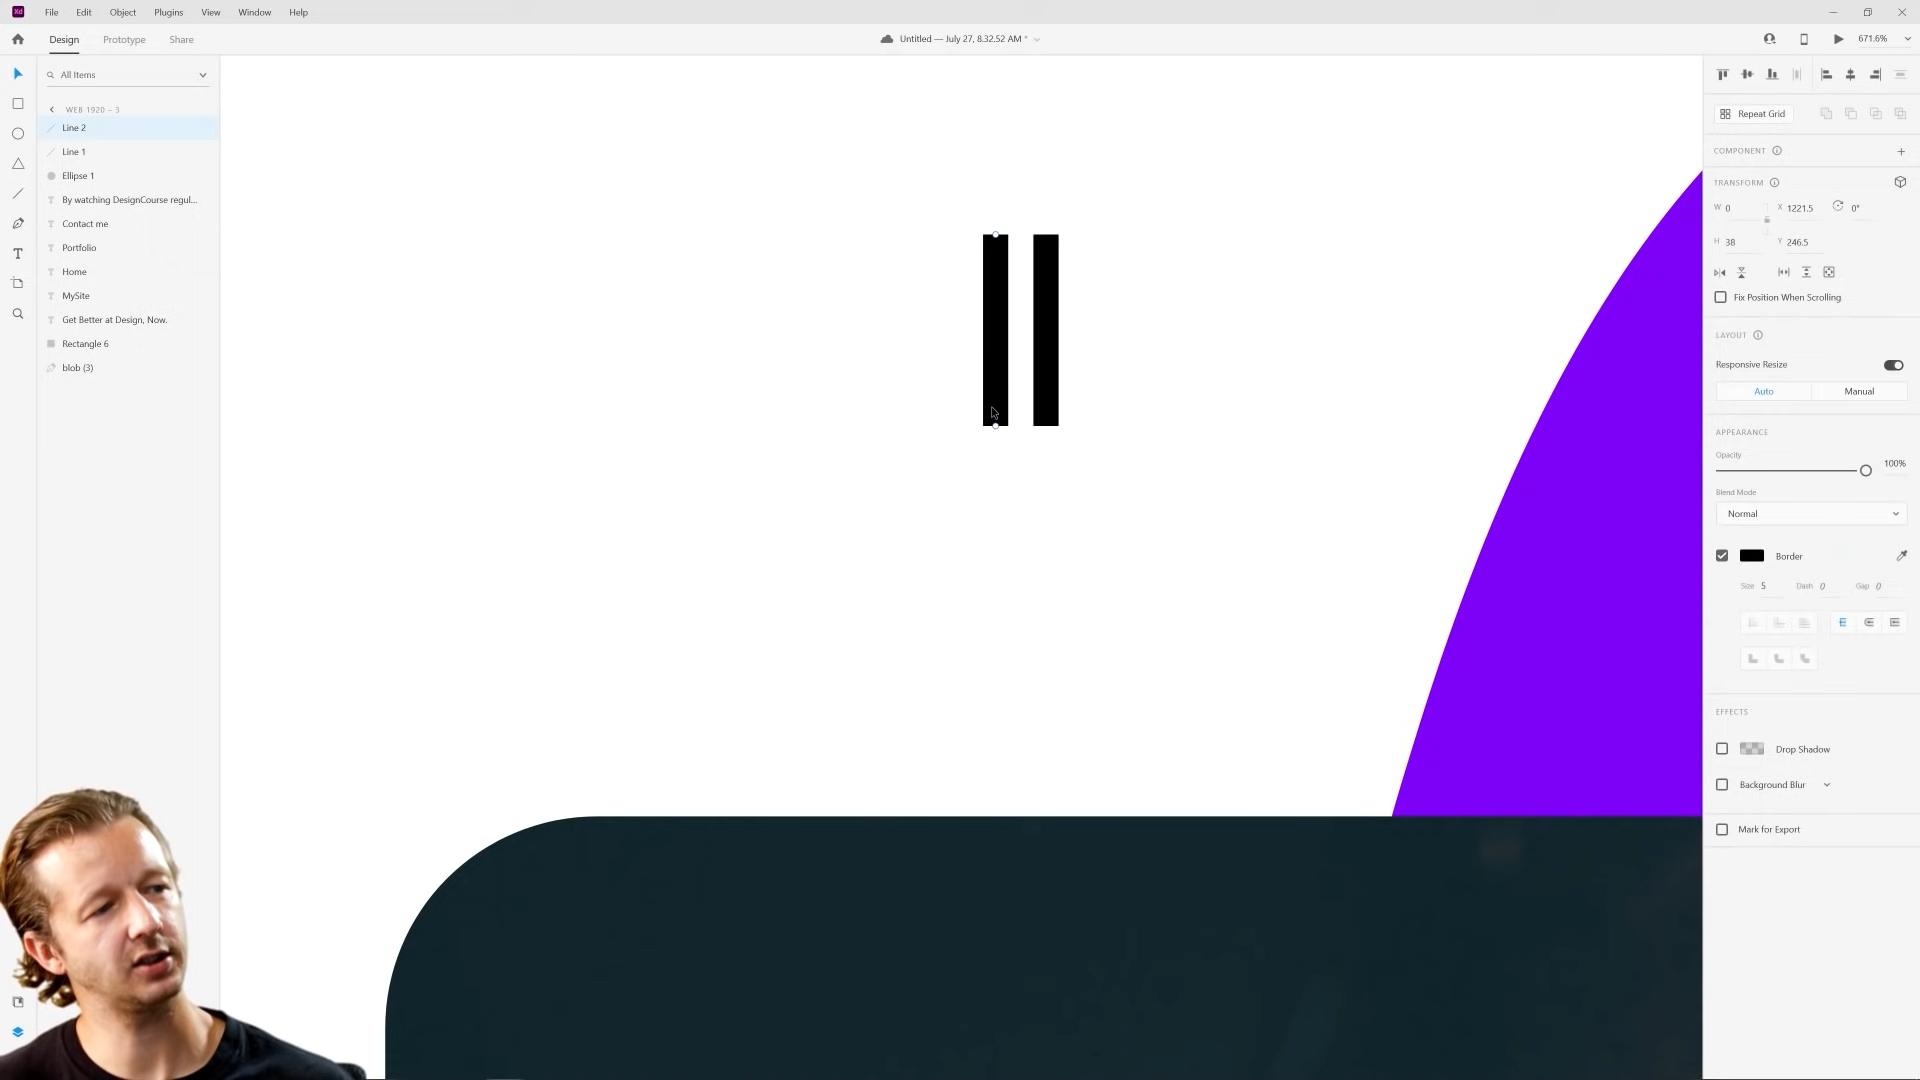 Xd File Edit Object Plugins View Window Help
Design Prototype Share Untitled — July 27, 8.32.52 AM * 671.6%
All Items
WEB 1920 – 3
Line 2
Line 1
Ellipse 1
By watching DesignCourse regul...
Contact me
Portfolio
Home
MySite
Get Better at Design, Now.
Rectangle 6
blob (3)
Repeat Grid
COMPONENT
TRANSFORM
W 0 X 1221.5 0°
H 38 Y 246.5
Fix Position When Scrolling
LAYOUT
Responsive Resize
Auto Manual
APPEARANCE
Opacity
100%
Blend Mode
Normal
Border
Size 5 Dash 0 Gap 0
EFFECTS
Drop Shadow
Background Blur
Mark for Export